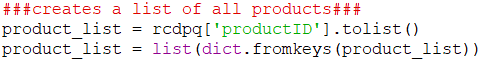 ###creates a list of all products###
product_list = rcdpq['productID'].tolist()
product_list = list(dict.fromkeys(product_list))